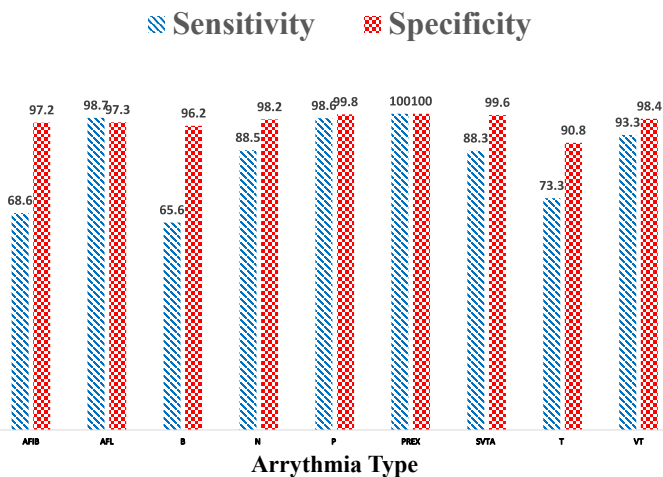 Sensitivity Specificity
68.6 97.2 98.7 97.3 65.6 96.2 88.5 98.2 98.6 99.8 100 100 88.3 99.6 73.3 90.8 93.3 98.4
AFIB AFL B N P PREX SVTA T VT
Arrythmia Type